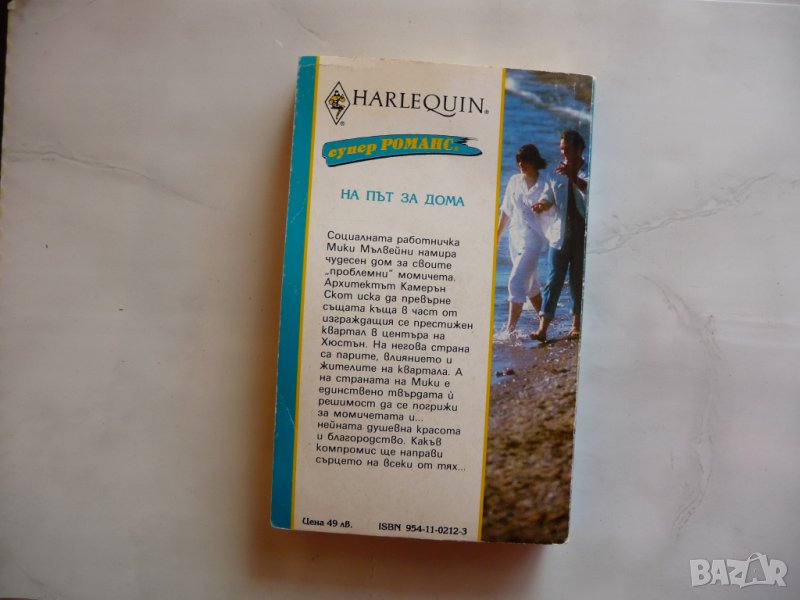 HARLEQUIN®
супер РОМАНС®
НА ПЪТ ЗА ДОМА
Социалната работничка
Мики Мълвейни намира
чудесен дом за своите
„проблемни“ момичета.
Архитектът Камерън
Скот иска да превърне
същата къща в част от
изграждащия се престижен
квартал в центъра на
Хюстън. На негова страна
са парите, влиянието и
жителите на квартала. А
на страната на Мики е
единствено твърдата ѝ
решимост да се погрижи
за момичетата и...
нейната душевна красота
и благородство. Какъв
компромис ще направи
сърцето на всеки от тях...
Цена 49 лв. ISBN 954-11-0212-3
BAZAR